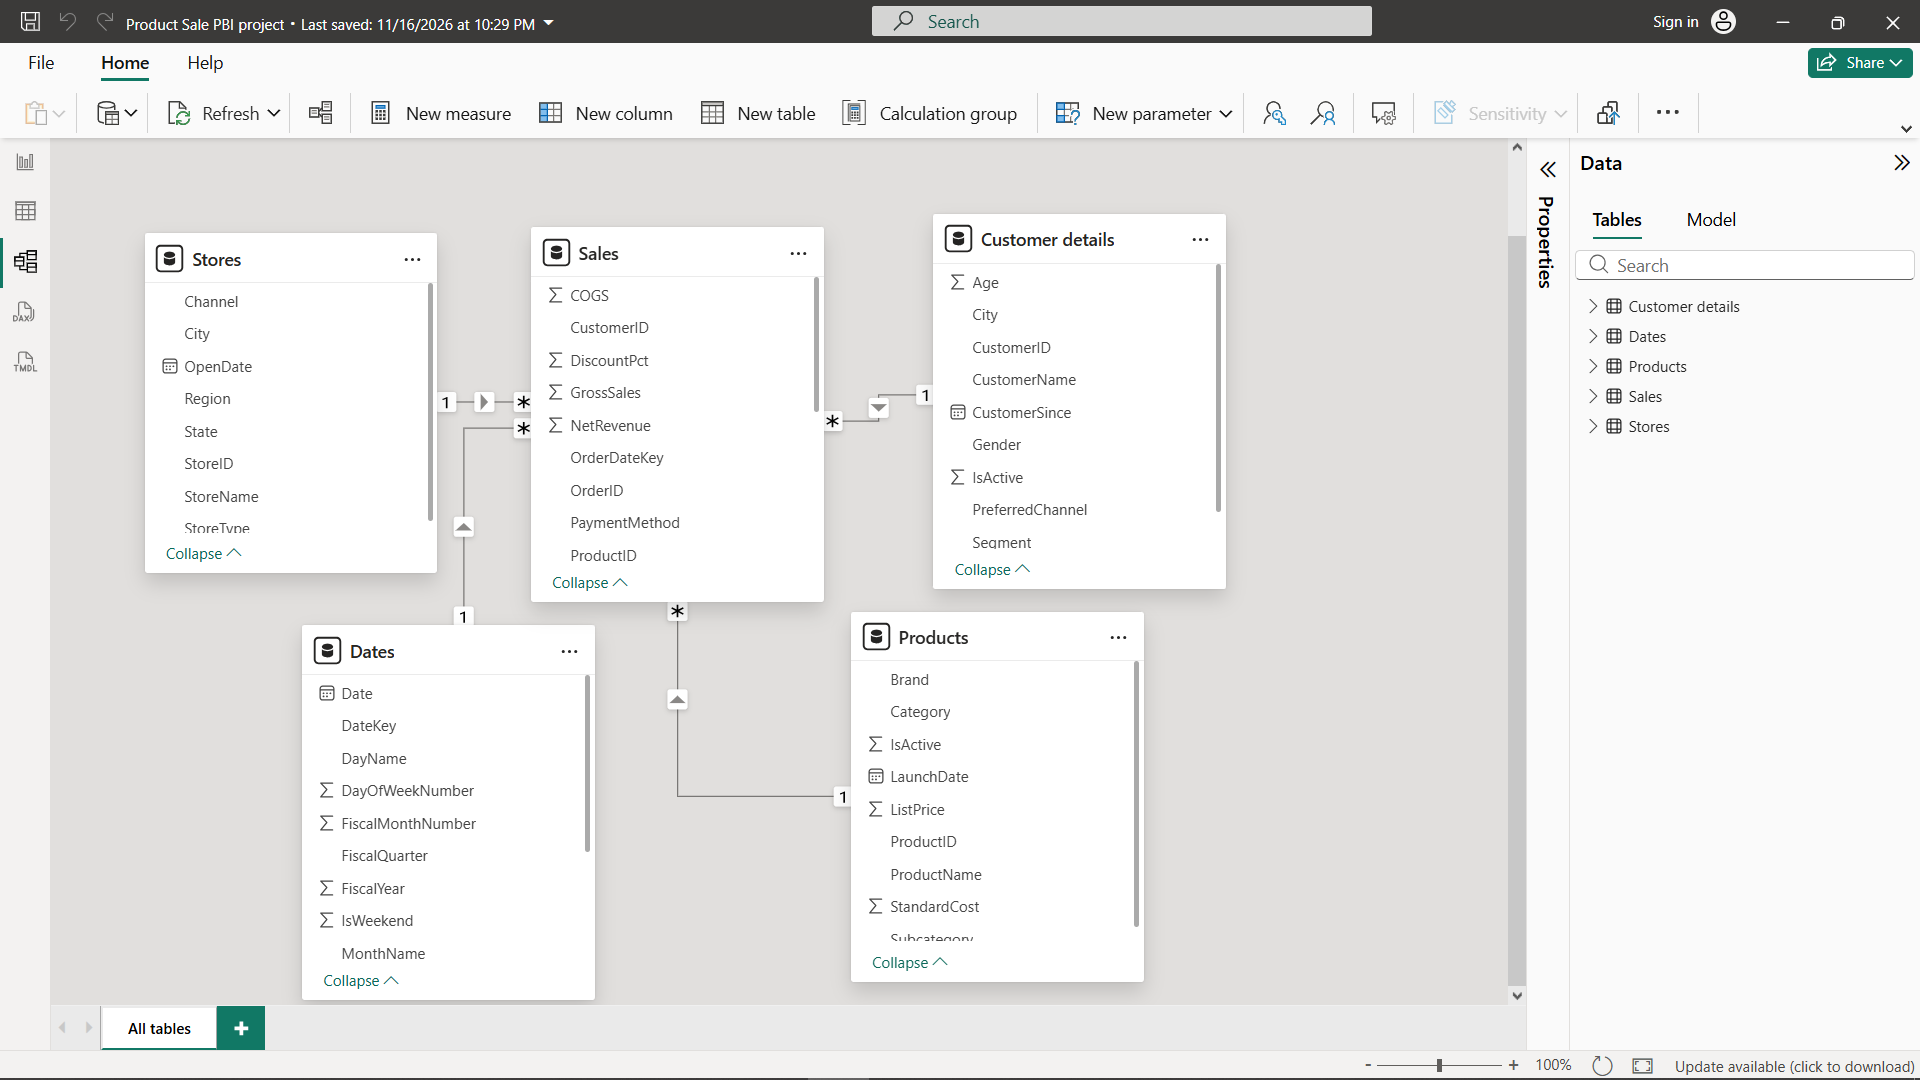 Product Sale PBI project • Last saved: 11/16/2026 at 10:29 PM
Search
Sign in
File
Home
Help
Share
Refresh
New measure
New column
New table
Calculation group
New parameter
Sensitivity
DAX
TMDL
Stores
Channel
City
OpenDate
Region
State
StoreID
StoreName
StoreType
Collapse
1
*
Sales
COGS
CustomerID
DiscountPct
GrossSales
NetRevenue
OrderDateKey
OrderID
PaymentMethod
ProductID
Collapse
*
1
*
1
Customer details
Age
City
CustomerID
CustomerName
CustomerSince
Gender
IsActive
PreferredChannel
Segment
Collapse
Dates
Date
DateKey
DayName
DayOfWeekNumber
FiscalMonthNumber
FiscalQuarter
FiscalYear
IsWeekend
MonthName
Collapse
*
1
Products
Brand
Category
IsActive
LaunchDate
ListPrice
ProductID
ProductName
StandardCost
Subcategory
Collapse
Properties
Data
Tables
Model
Search
Customer details
Dates
Products
Sales
Stores
All tables
+
- + 100%
Update available (click to download)